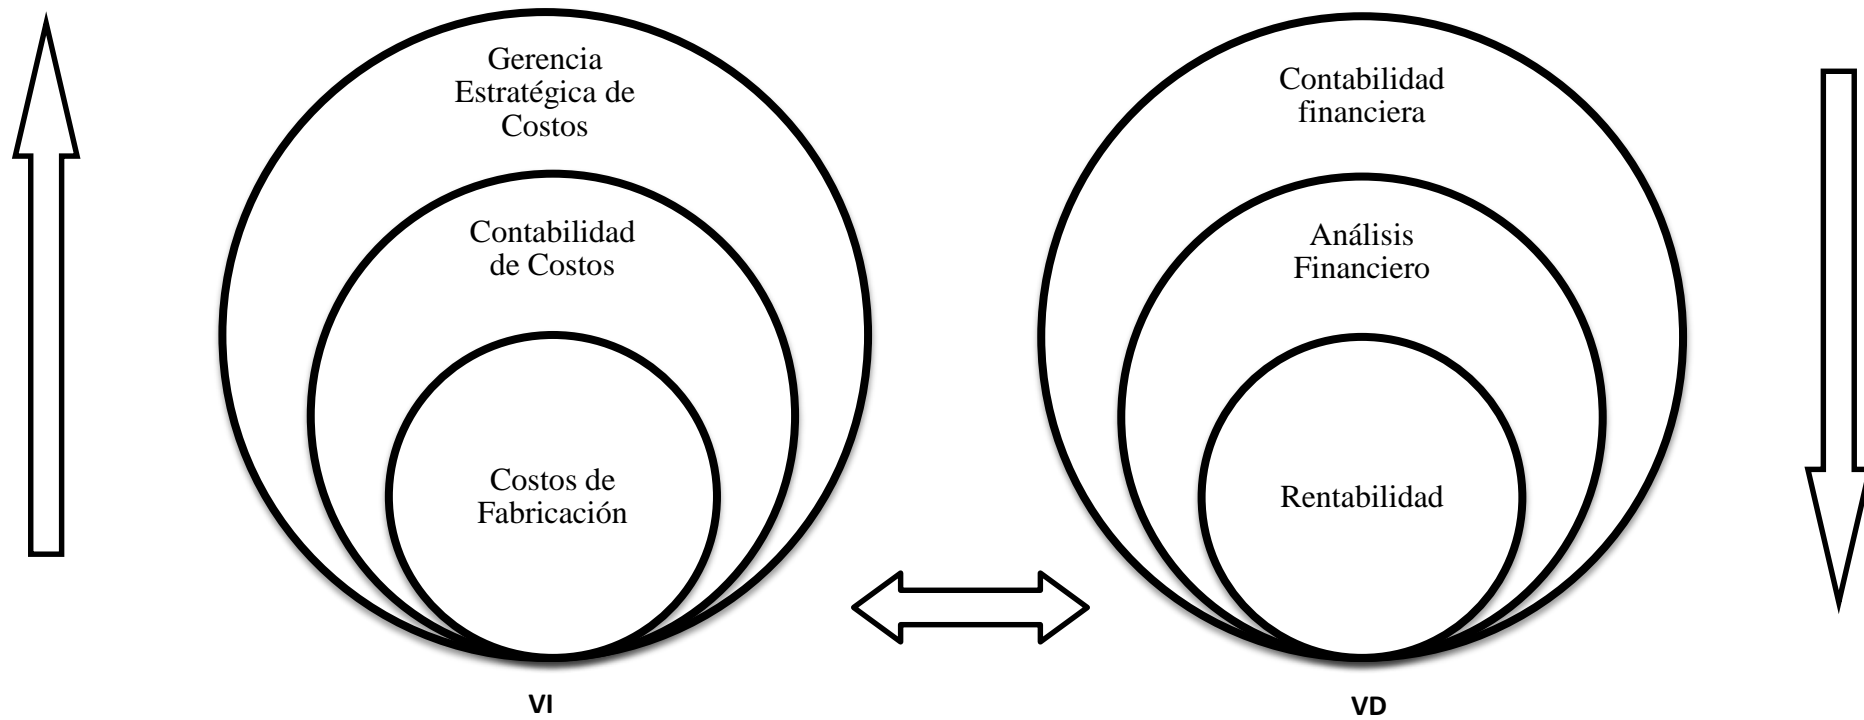 Gerencia
Estratégica de
Costos
Contabilidad
de Costos
Costos de
Fabricación
VI
Contabilidad
financiera
Análisis
Financiero
Rentabilidad
VD